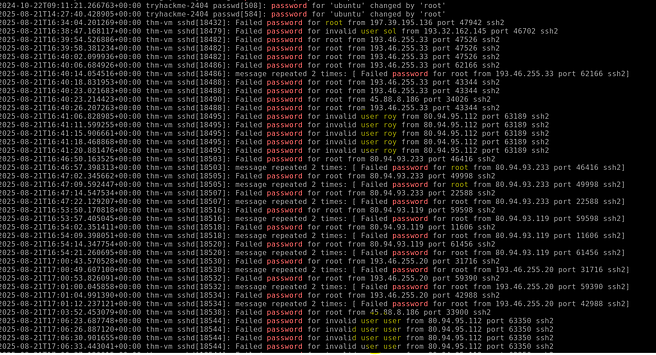 2024-10-22T09:11:21.266763+00:00 tryhackme-2404 passwd[508]: password for 'ubuntu' changed by 'root'
2025-08-21T14:27:40.428905+00:00 tryhackme-2404 passwd[584]: password for 'ubuntu' changed by 'root'
2025-08-21T16:34:04.201269+00:00 thm-vm sshd[18432]: Failed password for root from 197.39.195.136 port 47942 ssh2
2025-08-21T16:38:47.168117+00:00 thm-vm sshd[18479]: Failed password for invalid user sol from 193.32.162.145 port 46702 ssh2
2025-08-21T16:39:54.526886+00:00 thm-vm sshd[18486]: Failed password for root from 193.46.255.33 port 47526 ssh2
2025-08-21T16:39:58.381234+00:00 thm-vm sshd[18486]: Failed password for root from 193.46.255.33 port 47526 ssh2
2025-08-21T16:40:02.099936+00:00 thm-vm sshd[18486]: Failed password for root from 193.46.255.33 port 47526 ssh2
2025-08-21T16:40:06.684926+00:00 thm-vm sshd[18486]: Failed password for root from 193.46.255.33 port 62166 ssh2
2025-08-21T16:40:14.054516+00:00 thm-vm sshd[18486]: message repeated 2 times: [ Failed password for root from 193.46.255.33 port 62166 ssh2]
2025-08-21T16:40:18.831953+00:00 thm-vm sshd[18488]: Failed password for root from 193.46.255.33 port 43344 ssh2
2025-08-21T16:40:23.021683+00:00 thm-vm sshd[18488]: Failed password for root from 193.46.255.33 port 43344 ssh2
2025-08-21T16:40:23.214423+00:00 thm-vm sshd[18490]: Failed password for root from 45.88.8.186 port 34026 ssh2
2025-08-21T16:40:26.207263+00:00 thm-vm sshd[18488]: Failed password for root from 193.46.255.33 port 43344 ssh2
2025-08-21T16:41:06.828985+00:00 thm-vm sshd[18495]: Failed password for invalid user roy from 80.94.95.112 port 63189 ssh2
2025-08-21T16:41:11.599255+00:00 thm-vm sshd[18495]: Failed password for invalid user roy from 80.94.95.112 port 63189 ssh2
2025-08-21T16:41:15.906661+00:00 thm-vm sshd[18495]: Failed password for invalid user roy from 80.94.95.112 port 63189 ssh2
2025-08-21T16:41:18.468868+00:00 thm-vm sshd[18495]: Failed password for invalid user roy from 80.94.95.112 port 63189 ssh2
2025-08-21T16:41:20.881476+00:00 thm-vm sshd[18495]: Failed password for invalid user roy from 80.94.95.112 port 63189 ssh2
2025-08-21T16:46:50.163525+00:00 thm-vm sshd[18503]: Failed password for root from 80.94.93.233 port 46416 ssh2
2025-08-21T16:46:57.398313+00:00 thm-vm sshd[18503]: message repeated 2 times: [ Failed password for root from 80.94.93.233 port 46416 ssh2]
2025-08-21T16:47:02.345662+00:00 thm-vm sshd[18505]: Failed password for root from 80.94.93.233 port 49998 ssh2
2025-08-21T16:47:09.592447+00:00 thm-vm sshd[18505]: message repeated 2 times: [ Failed password for root from 80.94.93.233 port 49998 ssh2]
2025-08-21T16:47:14.547534+00:00 thm-vm sshd[18507]: Failed password for root from 80.94.93.233 port 22588 ssh2
2025-08-21T16:47:22.129207+00:00 thm-vm sshd[18507]: message repeated 2 times: [ Failed password for root from 80.94.93.233 port 22588 ssh2]
2025-08-21T16:53:50.170818+00:00 thm-vm sshd[18516]: Failed password for root from 80.94.93.119 port 59598 ssh2
2025-08-21T16:53:57.405045+00:00 thm-vm sshd[18516]: message repeated 2 times: [ Failed password for root from 80.94.93.119 port 59598 ssh2]
2025-08-21T16:54:02.351411+00:00 thm-vm sshd[18518]: Failed password for root from 80.94.93.119 port 11606 ssh2
2025-08-21T16:54:09.398051+00:00 thm-vm sshd[18518]: message repeated 2 times: [ Failed password for root from 80.94.93.119 port 11606 ssh2]
2025-08-21T16:54:14.347754+00:00 thm-vm sshd[18520]: Failed password for root from 80.94.93.119 port 61456 ssh2
2025-08-21T16:54:21.260695+00:00 thm-vm sshd[18520]: message repeated 2 times: [ Failed password for root from 80.94.93.119 port 61456 ssh2]
2025-08-21T17:00:43.570528+00:00 thm-vm sshd[18530]: Failed password for root from 193.46.255.20 port 31716 ssh2
2025-08-21T17:00:49.607100+00:00 thm-vm sshd[18530]: message repeated 2 times: [ Failed password for root from 193.46.255.20 port 31716 ssh2]
2025-08-21T17:00:53.826091+00:00 thm-vm sshd[18532]: Failed password for root from 193.46.255.20 port 59390 ssh2
2025-08-21T17:01:00.045858+00:00 thm-vm sshd[18532]: message repeated 2 times: [ Failed password for root from 193.46.255.20 port 59390 ssh2]
2025-08-21T17:01:04.991390+00:00 thm-vm sshd[18534]: Failed password for root from 193.46.255.20 port 42988 ssh2
2025-08-21T17:01:12.237121+00:00 thm-vm sshd[18534]: message repeated 2 times: [ Failed password for root from 193.46.255.20 port 42988 ssh2]
2025-08-21T17:03:52.453079+00:00 thm-vm sshd[18538]: Failed password for root from 45.88.8.186 port 33900 ssh2
2025-08-21T17:06:23.687748+00:00 thm-vm sshd[18544]: Failed password for invalid user user from 80.94.95.112 port 63350 ssh2
2025-08-21T17:06:26.887120+00:00 thm-vm sshd[18544]: Failed password for invalid user user from 80.94.95.112 port 63350 ssh2
2025-08-21T17:06:30.901655+00:00 thm-vm sshd[18544]: Failed password for invalid user user from 80.94.95.112 port 63350 ssh2
2025-08-21T17:06:33.443041+00:00 thm-vm sshd[18544]: Failed password for invalid user user from 80.94.95.112 port 63350 ssh2